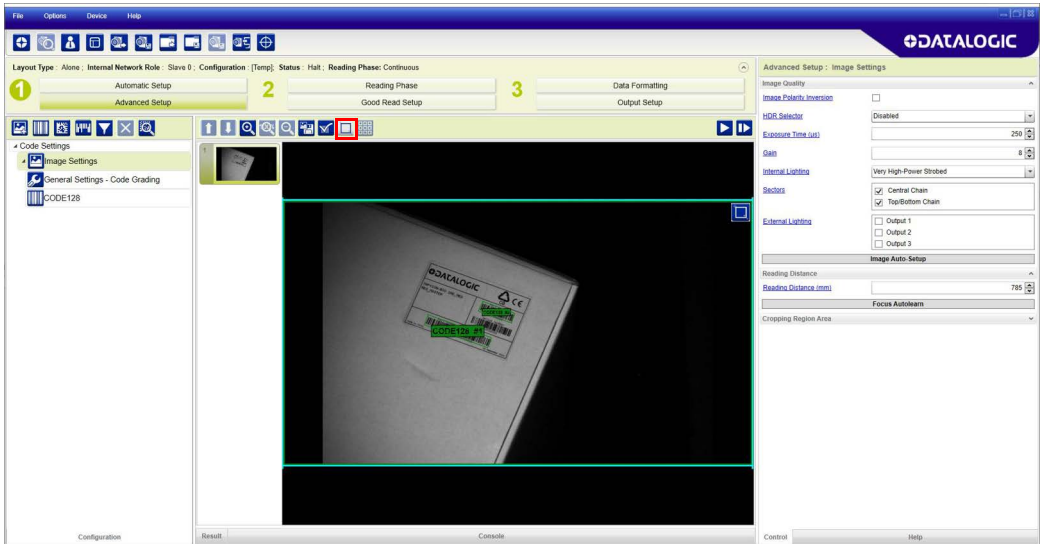 File Options Device Help
DATALOGIC
Layout Type : Alone ; Internal Network Role : Slave 0 ; Configuration : [Temp]; Status : Halt ; Reading Phase: Continuous
1
Automatic Setup
Advanced Setup
2
Reading Phase
Good Read Setup
3
Data Formatting
Output Setup
Code Settings
Image Settings
General Settings - Code Grading
CODE128
1
DATALOGIC
CE
CODE128 #1
Configuration
Result
Console
Advanced Setup : Image Settings
Image Quality
Image Polarity Inversion
HDR Selector Disabled
Exposure Time (us) 250
Gain 8
Internal Lighting Very High-Power Strobed
Sectors Central Chain
Top/Bottom Chain
External Lighting Output 1
Output 2
Output 3
Image Auto-Setup
Reading Distance
Reading Distance (mm) 785
Focus Autolearn
Cropping Region Area
Control
Help